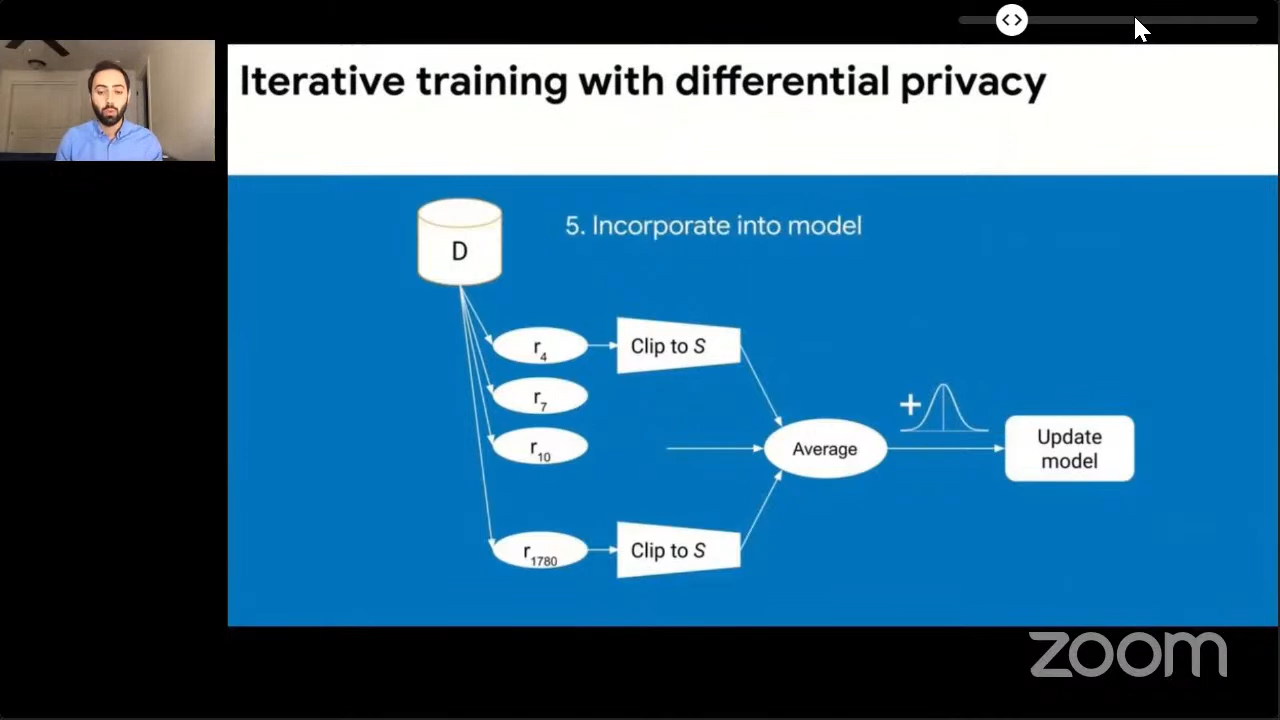 Iterative training with differential privacy
5. Incorporate into model
D
r4
Clip to S
r7
r10
Average
+
Update
model
r1780
Clip to S
zoom